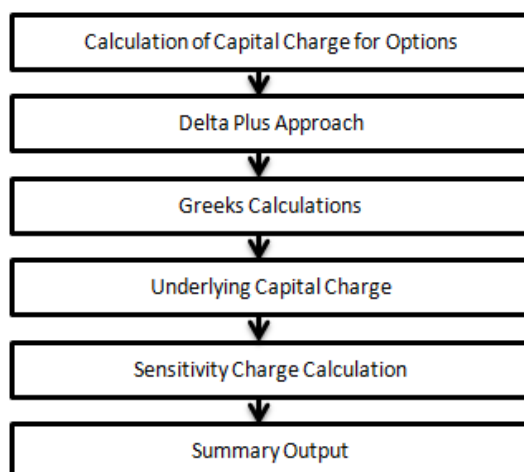 Calculation of Capital Charge for Options
Delta Plus Approach
Greeks Calculations
Underlying Capital Charge
Sensitivity Charge Calculation
Summary Output